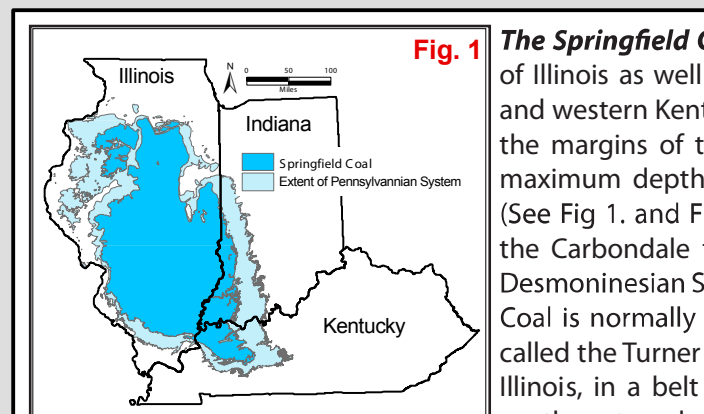 Fig. 1
N
0 50 100
Miles
Illinois
Indiana
Springfield Coal
Extent of Pennsylvannian System
Kentucky
The Springfield
of Illinois as well
and western Kent
the margins of t
maximum depth
(See Fig 1. and F
the Carbondale
Desmoninesian S
Coal is normally
called the Turner
Illinois, in a belt